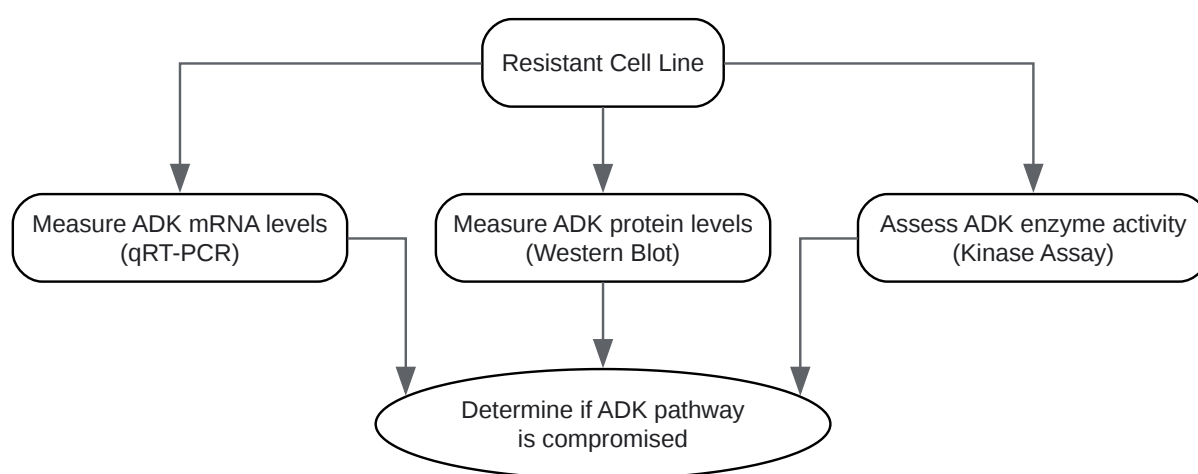 Resistant Cell Line
Measure ADK mRNA levels
(qRT-PCR)
Measure ADK protein levels
(Western Blot)
Assess ADK enzyme activity
(Kinase Assay)
Determine if ADK pathway
is compromised